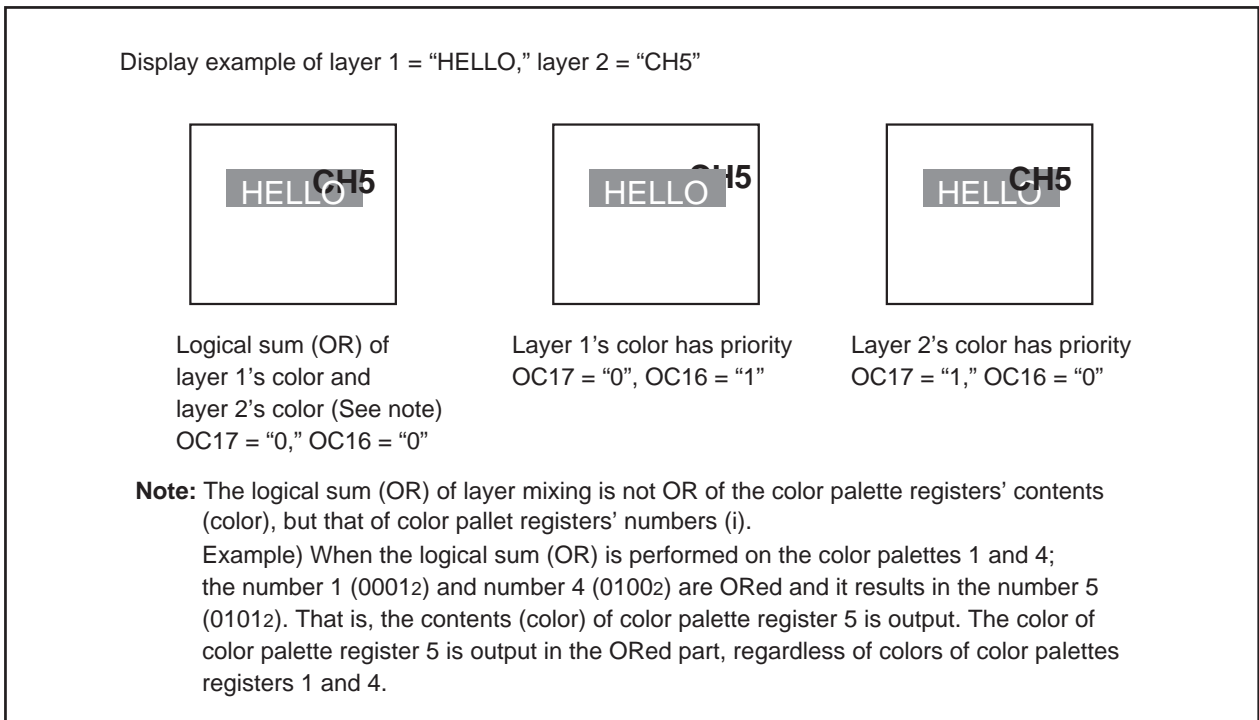 Display example of layer 1 = “HELLO,” layer 2 = “CH5”
HELLO CH5
HELLO H5
HELLO CH5
Logical sum (OR) of
layer 1’s color and
layer 2’s color (See note)
OC17 = “0,” OC16 = “0”
Layer 1’s color has priority
OC17 = “0”, OC16 = “1”
Layer 2’s color has priority
OC17 = “1,” OC16 = “0”
Note: The logical sum (OR) of layer mixing is not OR of the color palette registers’ contents
(color), but that of color pallet registers’ numbers (i).
Example) When the logical sum (OR) is performed on the color palettes 1 and 4;
the number 1 (00012) and number 4 (01002) are ORed and it results in the number 5
(01012). That is, the contents (color) of color palette register 5 is output. The color of
color palette register 5 is output in the ORed part, regardless of colors of color palettes
registers 1 and 4.